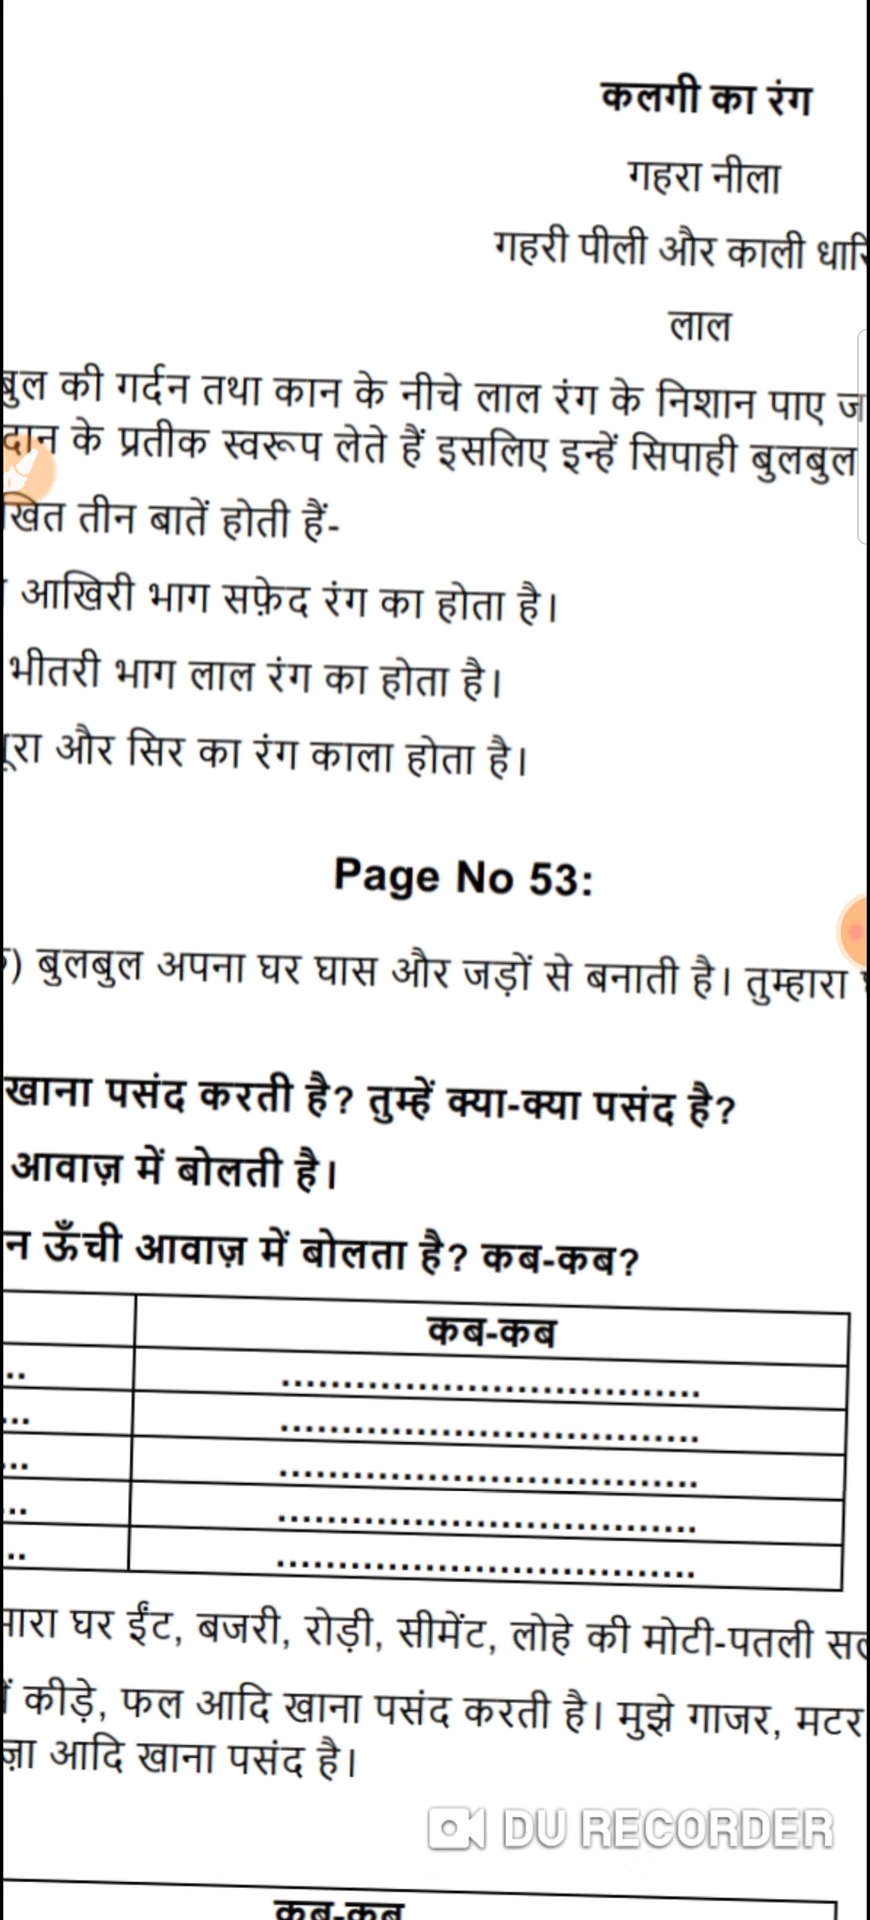 कलगी का रंग
गहरा नीला
गहरी पीली और काली
लाल
की गर्दन तथा कान के नीचे लाल रंग के निशान पाए
के प्रतीक स्वरूप लेते हैं इसलिए इन्हें सिपाही बुलबुल
तीन बातें होती हैं-
आखिरी भाग सफ़ेद रंग का होता है।
भीतरी भाग लाल रंग का होता है।
और सिर का रंग काला होता है।
Page No 53:
) बुलबुल अपना घर घास और जड़ों से बनाती है। तुम्हारा
खाना पसंद करती है? तुम्हें क्या-क्या पसंद है?
आवाज़ में बोलती है।
ऊँची आवाज़ में बोलता है? कब-कब?
कब-कब
.. ..................................
... ..................................
... ..................................
... ..................................
.. ..................................
घर ईंट, बजरी, रोड़ी, सीमेंट, लोहे की मोटी-पतली
कीड़े, फल आदि खाना पसंद करती है। मुझे गाजर, मटर
आदि खाना पसंद है।
DU RECORDER
कब-कब